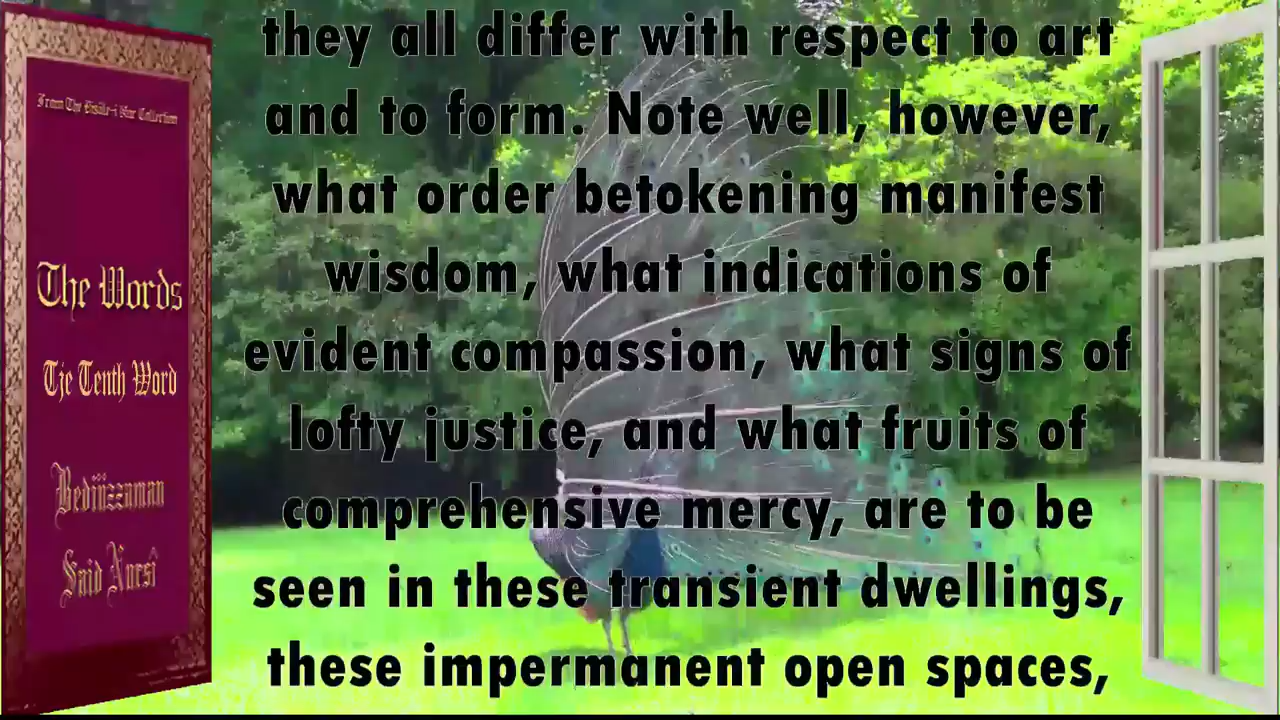 From The Risale-i Nur Collection
The Words
Tje Tenth Word
Bediüzzaman
Said Nursî
they all differ with respect to art
and to form. Note well, however,
what order betokening manifest
wisdom, what indications of
evident compassion, what signs of
lofty justice, and what fruits of
comprehensive mercy, are to be
seen in these transient dwellings,
these impermanent open spaces,